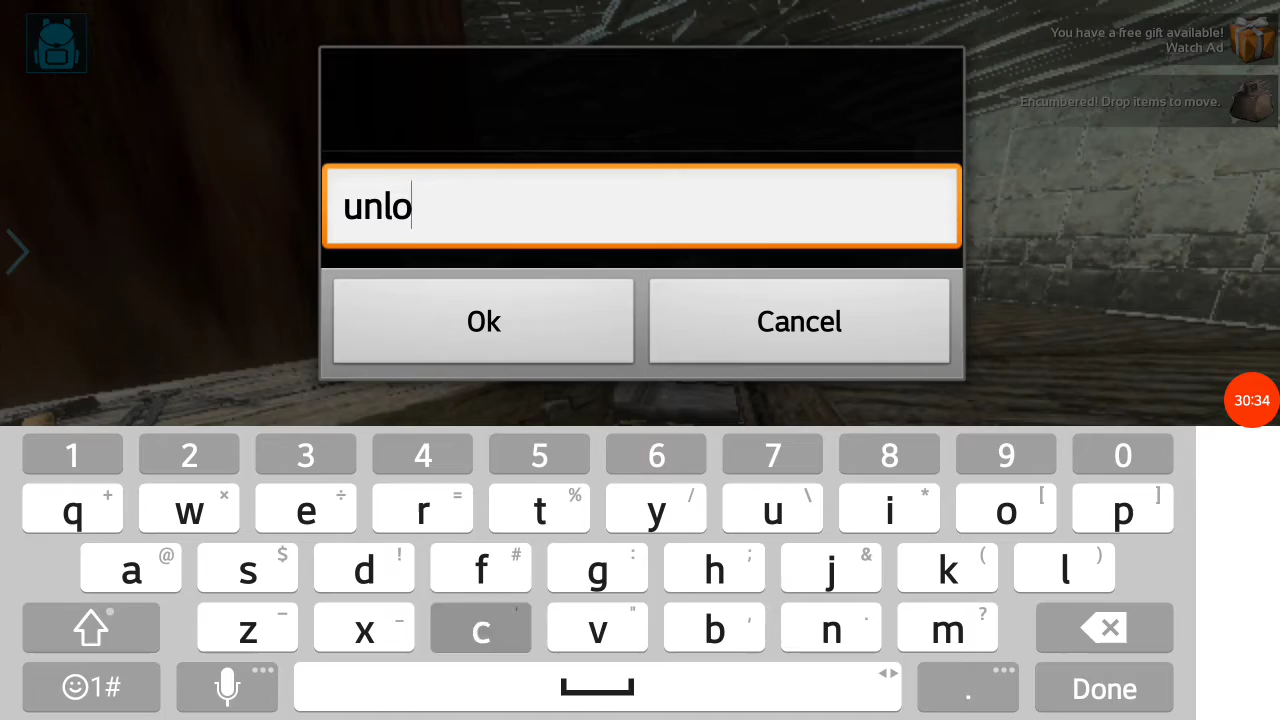 You have a free gift available!
Watch Ad
Encumbered! Drop items to move.
unlo
Ok
Cancel
30:34
1 2 3 4 5 6 7 8 9 0
q + w × e ÷ r = t % y / u \ i * o [ p ]
a @ s $ d ! f # g : h ; j & k ( l )
z – x - c ' v " b , n . m ?
1# . Done